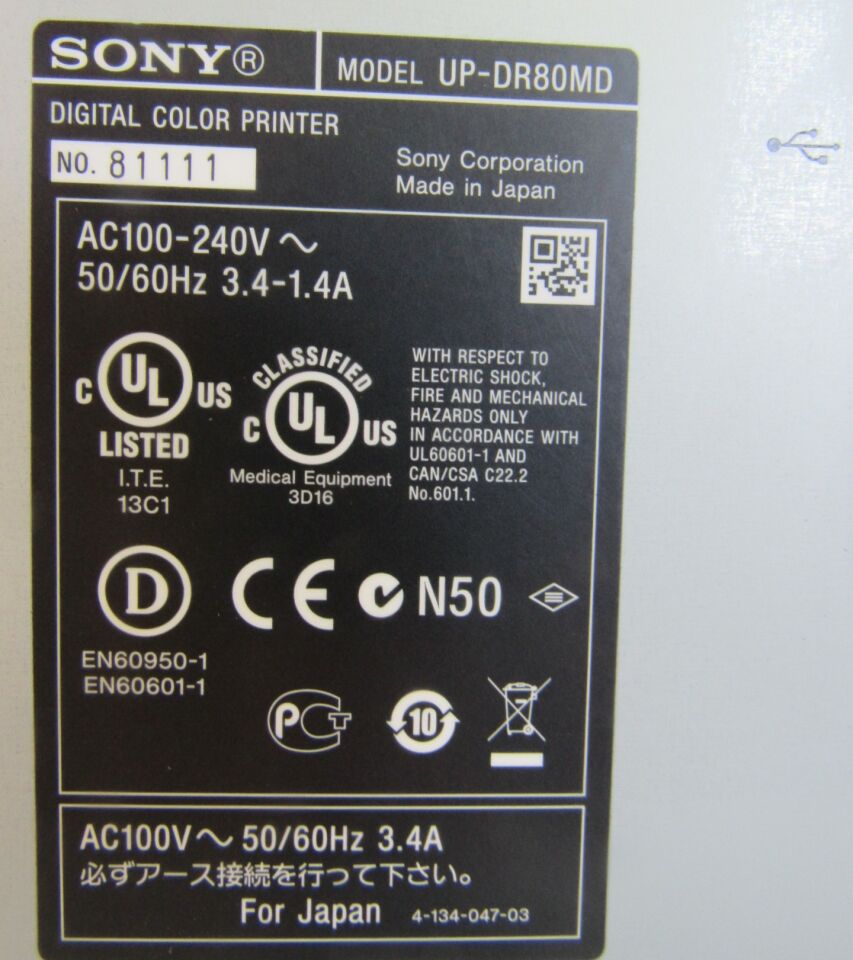 SONY®
MODEL UP-DR80MD
DIGITAL COLOR PRINTER
NO. 81111
Sony Corporation
Made in Japan
AC100-240V ～
50/60Hz 3.4-1.4A
C UL US
LISTED
I.T.E.
13C1
CLASSIFIED
C UL US
Medical Equipment
3D16
WITH RESPECT TO
ELECTRIC SHOCK,
FIRE AND MECHANICAL
HAZARDS ONLY
IN ACCORDANCE WITH
UL60601-1 AND
CAN/CSA C22.2
No.601.1.
D
EN60950-1
EN60601-1
CE
N50
PCT
10
AC100V～ 50/60Hz 3.4A
必ずアース接続を行って下さい。
For Japan 4-134-047-03